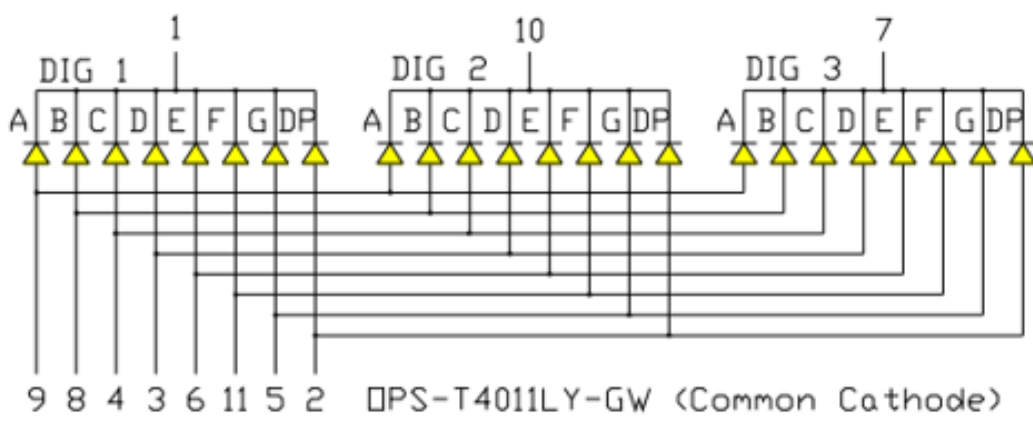 1 10 7
DIG 1 DIG 2 DIG 3
A B C D E F G DP A B C D E F G DP A B C D E F G DP
9 8 4 3 6 11 5 2 OPS-T4011LY-GW (Common Cathode)